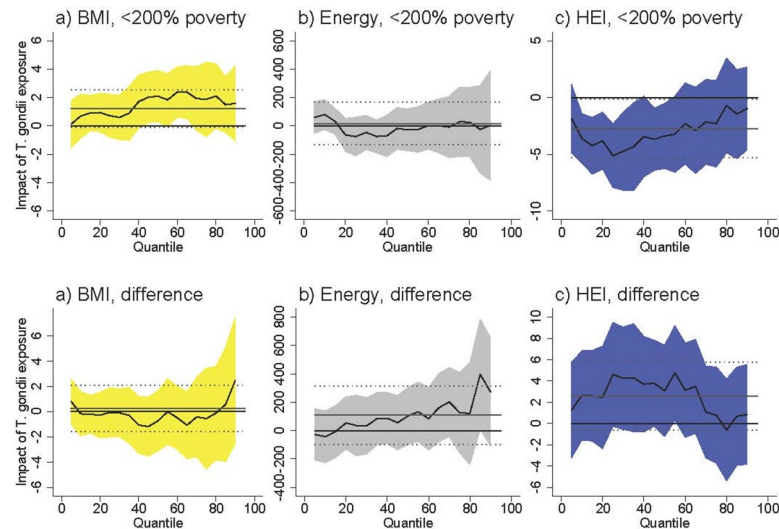 a) BMI, <200% poverty
b) Energy, <200% poverty
c) HEI, <200% poverty
Impact of T. gondii exposure
6
4
2
0
-2
-4
-6
600
400
200
0
-200
-400
-600
5
0
-5
-10
0 20 40 60 80 100
0 20 40 60 80 100
0 20 40 60 80 100
Quantile
Quantile
Quantile
a) BMI, difference
b) Energy, difference
c) HEI, difference
Impact of T. gondii exposure
6
4
2
0
-2
-4
-6
800
600
400
200
0
-200
-400
10
8
6
4
2
0
-2
-4
-6
0 20 40 60 80 100
0 20 40 60 80 100
0 20 40 60 80 100
Quantile
Quantile
Quantile